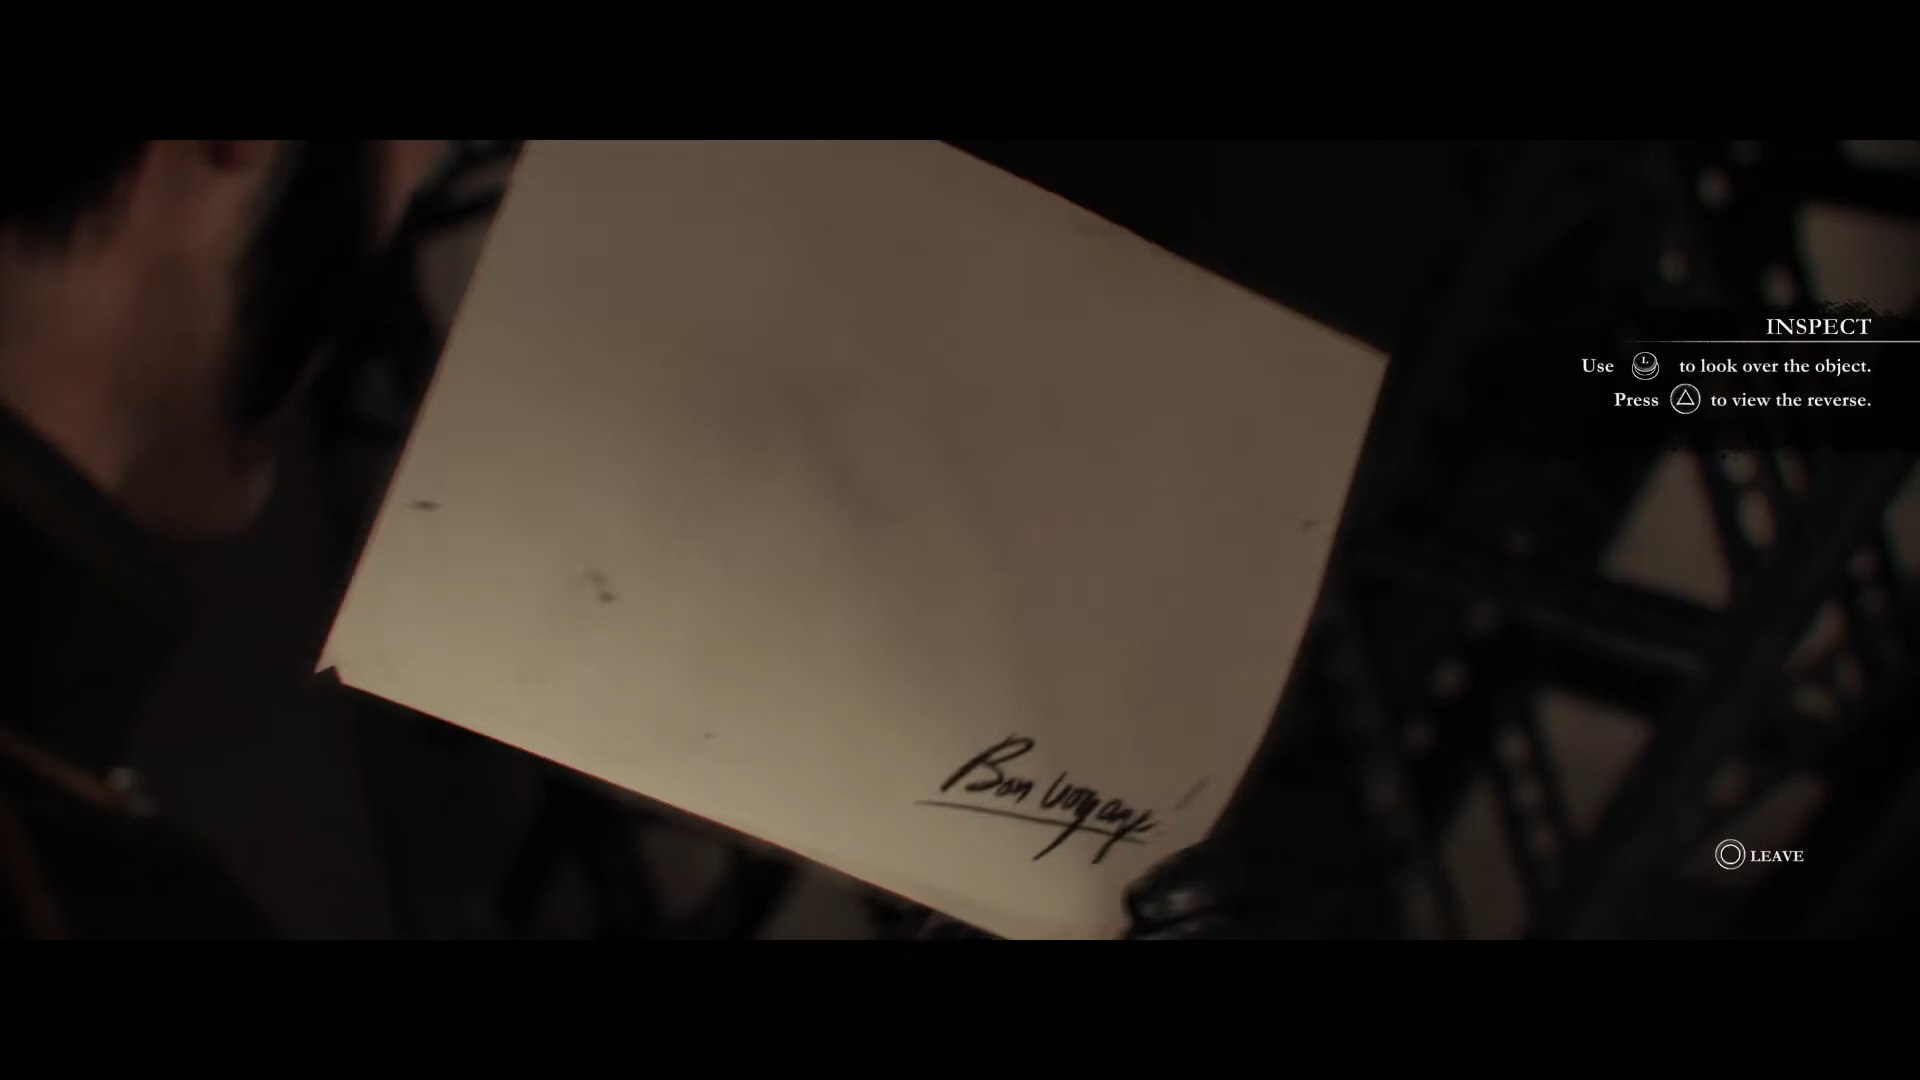 INSPECT
Use L to look over the object.
Press to view the reverse.
Bon voyage!
LEAVE